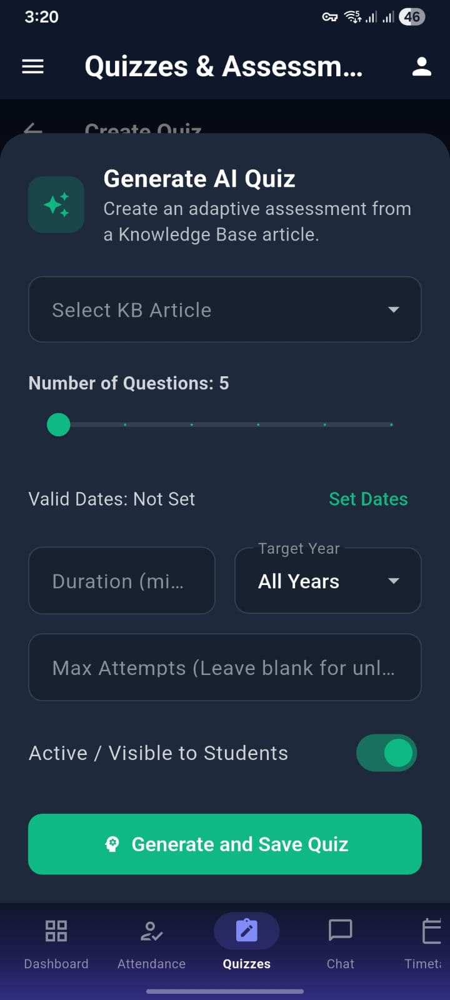 3:20
5
46
Quizzes & Assessm...
Create Quiz
Generate AI Quiz
Create an adaptive assessment from
a Knowledge Base article.
Select KB Article
Number of Questions: 5
Valid Dates: Not Set
Set Dates
Target Year
Duration (mi...
All Years
Max Attempts (Leave blank for unl...
Active / Visible to Students
Generate and Save Quiz
Dashboard
Attendance
Quizzes
Chat
Timeta